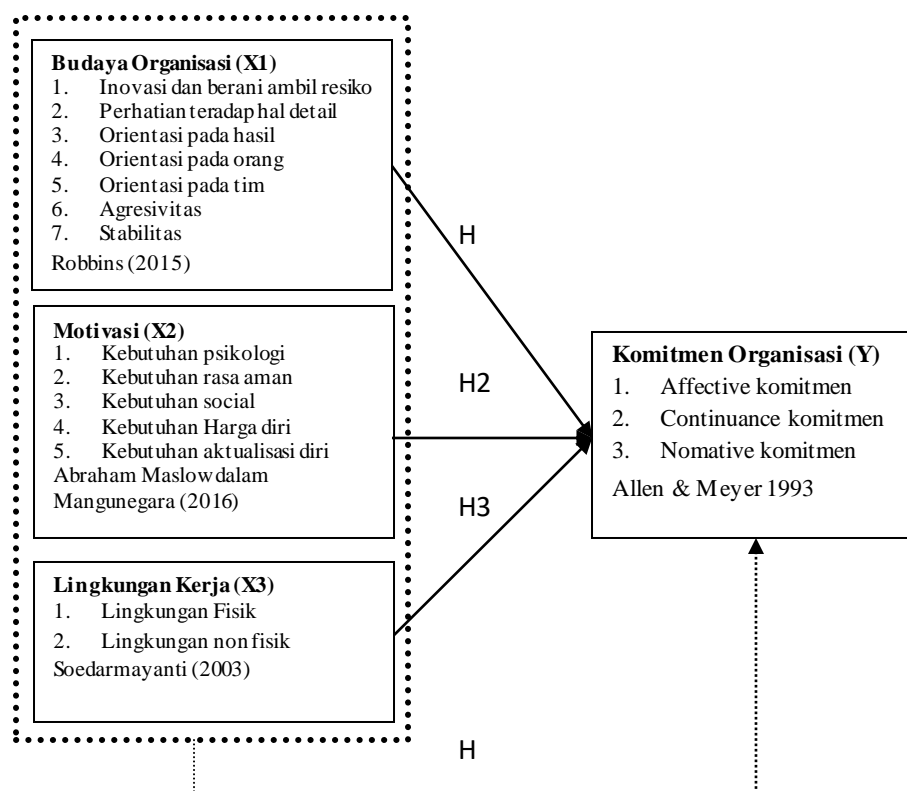 Budaya Organisasi (X1)
1. Inovasi dan berani ambil resiko
2. Perhatian teradap hal detail
3. Orientasi pada hasil
4. Orientasi pada orang
5. Orientasi pada tim
6. Agresivitas
7. Stabilitas
Robbins (2015)
H
Motivasi (X2)
1. Kebutuhan psikologi
2. Kebutuhan rasa aman
3. Kebutuhan social
4. Kebutuhan Harga diri
5. Kebutuhan aktualisasi diri
Abraham Maslow dalam
Mangunegara (2016)
H2
H3
Komitmen Organisasi (Y)
1. Affective komitmen
2. Continuance komitmen
3. Nomative komitmen
Allen & Meyer 1993
Lingkungan Kerja (X3)
1. Lingkungan Fisik
2. Lingkungan non fisik
Soedarmayanti (2003)
H